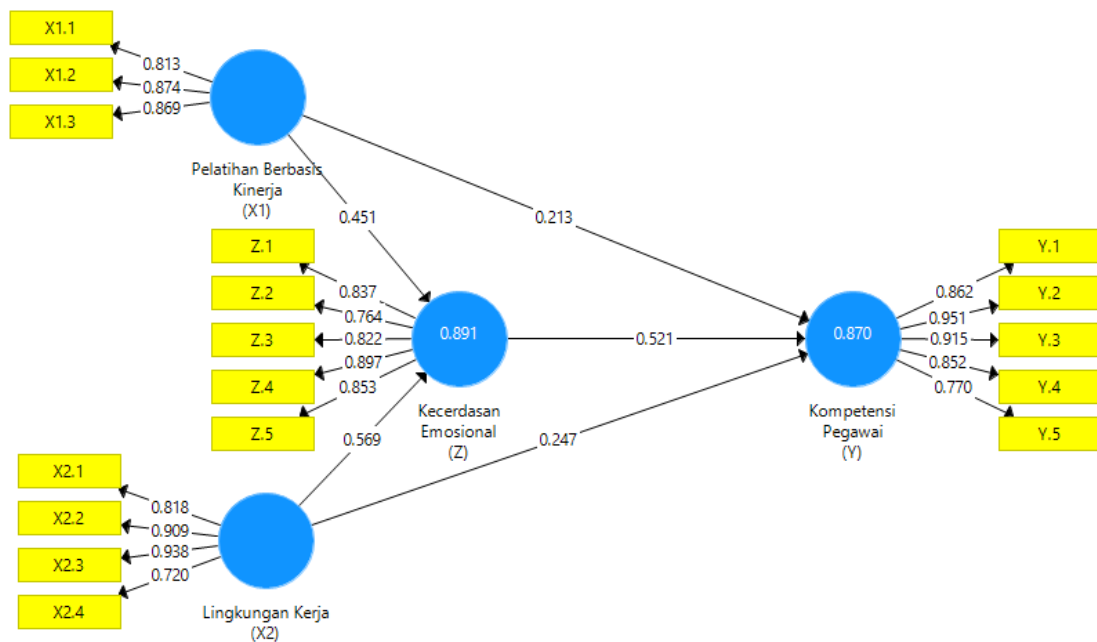 X1.1
X1.2
X1.3
0.813
0.874
0.869
Pelatihan Berbasis
Kinerja
(X1)
0.451
0.213
Z.1
Z.2
Z.3
Z.4
Z.5
0.837
0.764
0.822
0.897
0.853
0.891
Kecerdasan
Emosional
(Z)
0.521
0.569
0.247
0.870
Kompetensi
Pegawai
(Y)
0.862
0.951
0.915
0.852
0.770
Y.1
Y.2
Y.3
Y.4
Y.5
X2.1
X2.2
X2.3
X2.4
0.818
0.909
0.938
0.720
Lingkungan Kerja
(X2)